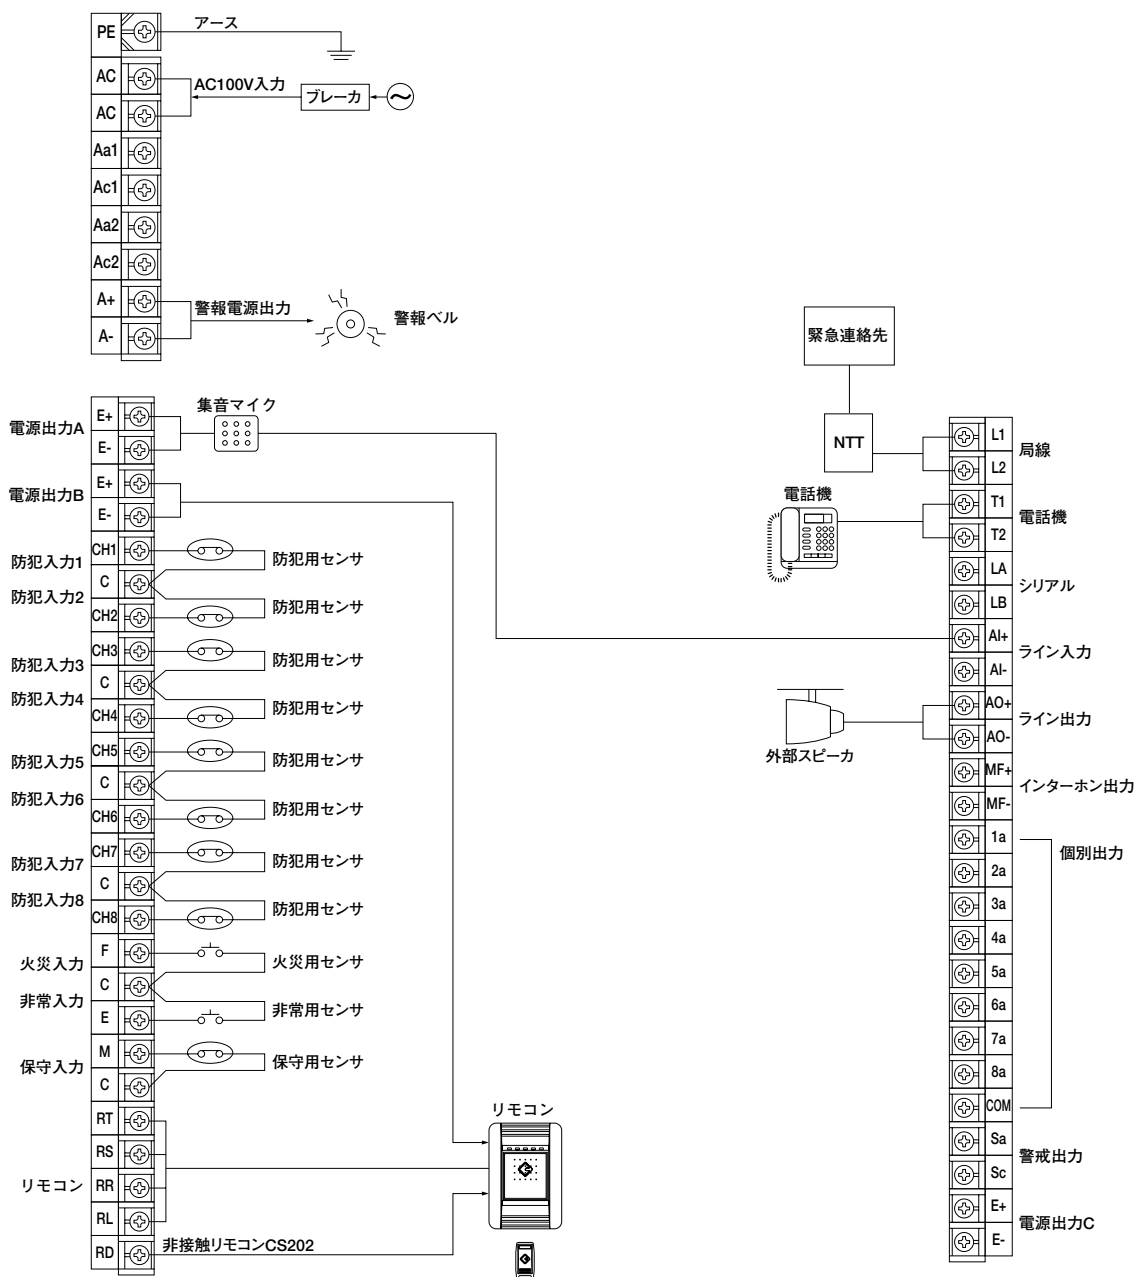 PE
アース
AC
AC100V入力
ブレーカ
AC
Aa1
Ac1
Aa2
Ac2
A+
警報電源出力
警報ベル
A-
電源出力A
E+
E-
集音マイク
電源出力B
E+
E-
防犯入力1
CH1
防犯用センサ
C
防犯入力2
CH2
防犯用センサ
防犯入力3
CH3
防犯用センサ
C
防犯入力4
CH4
防犯用センサ
防犯入力5
CH5
防犯用センサ
C
防犯入力6
CH6
防犯用センサ
防犯入力7
CH7
防犯用センサ
C
防犯入力8
CH8
防犯用センサ
火災入力
F
火災用センサ
C
非常入力
E
非常用センサ
保守入力
M
保守用センサ
C
リモコン
RT
RS
RR
RL
RD
非接触リモコンCS202
リモコン
緊急連絡先
NTT
L1
局線
L2
電話機
T1
電話機
T2
LA
シリアル
LB
AI+
ライン入力
AI-
外部スピーカ
AO+
ライン出力
AO-
MF+
インターホン出力
MF-
1a
個別出力
2a
3a
4a
5a
6a
7a
8a
COM
Sa
警戒出力
Sc
E+
電源出力C
E-